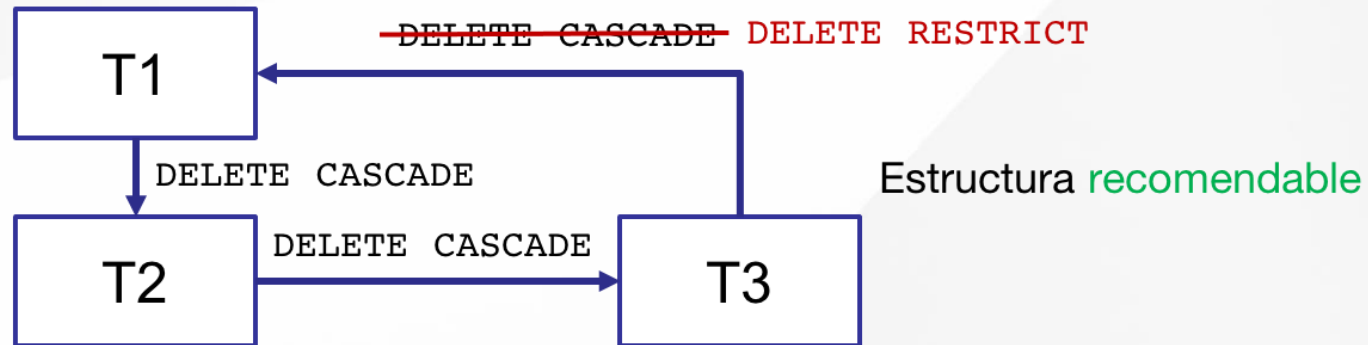 DELETE CASCADE DELETE RESTRICT
T1
DELETE CASCADE
Estructura recomendable
DELETE CASCADE
T2
T3